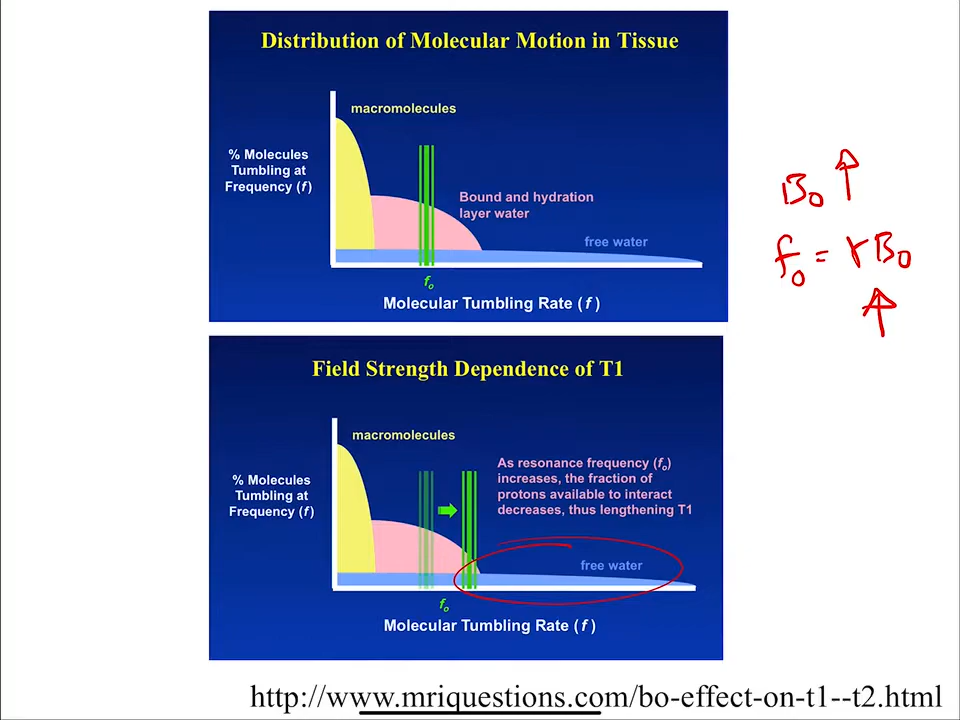 Distribution of Molecular Motion in Tissue
macromolecules
% Molecules
Tumbling at
Frequency (f)
Bound and hydration
layer water
free water
fo
Molecular Tumbling Rate (f)
B0 ↑
f0 = γB0
↑
Field Strength Dependence of T1
macromolecules
% Molecules
Tumbling at
Frequency (f)
As resonance frequency (fo)
increases, the fraction of
protons available to interact
decreases, thus lengthening T1
free water
fo
Molecular Tumbling Rate (f)
http://www.mriquestions.com/bo-effect-on-t1--t2.html